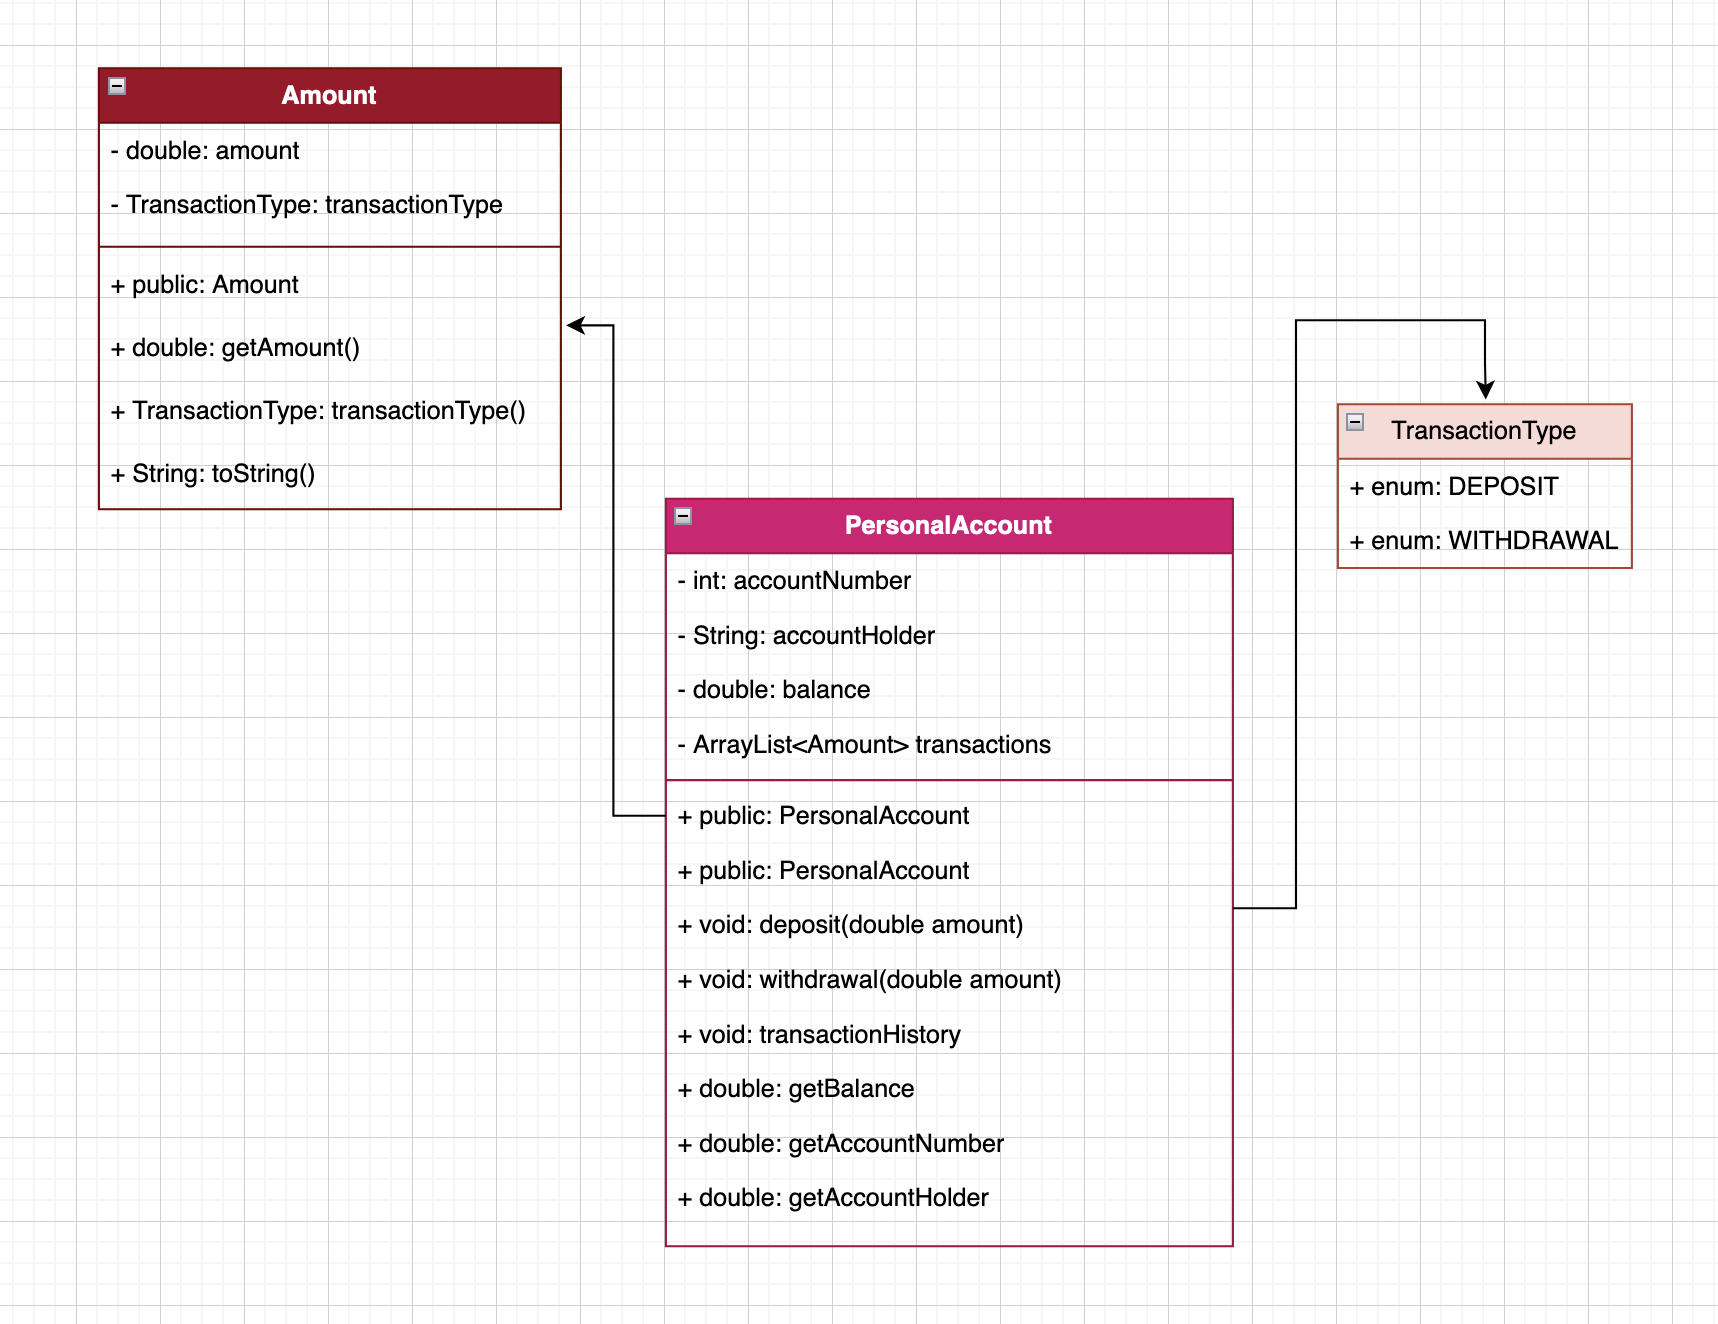 Amount
- double: amount
- TransactionType: transactionType
+ public: Amount
+ double: getAmount()
+ TransactionType: transactionType()
+ String: toString()
PersonalAccount
- int: accountNumber
- String: accountHolder
- double: balance
- ArrayList<Amount> transactions
+ public: PersonalAccount
+ public: PersonalAccount
+ void: deposit(double amount)
+ void: withdrawal(double amount)
+ void: transactionHistory
+ double: getBalance
+ double: getAccountNumber
+ double: getAccountHolder
TransactionType
+ enum: DEPOSIT
+ enum: WITHDRAWAL